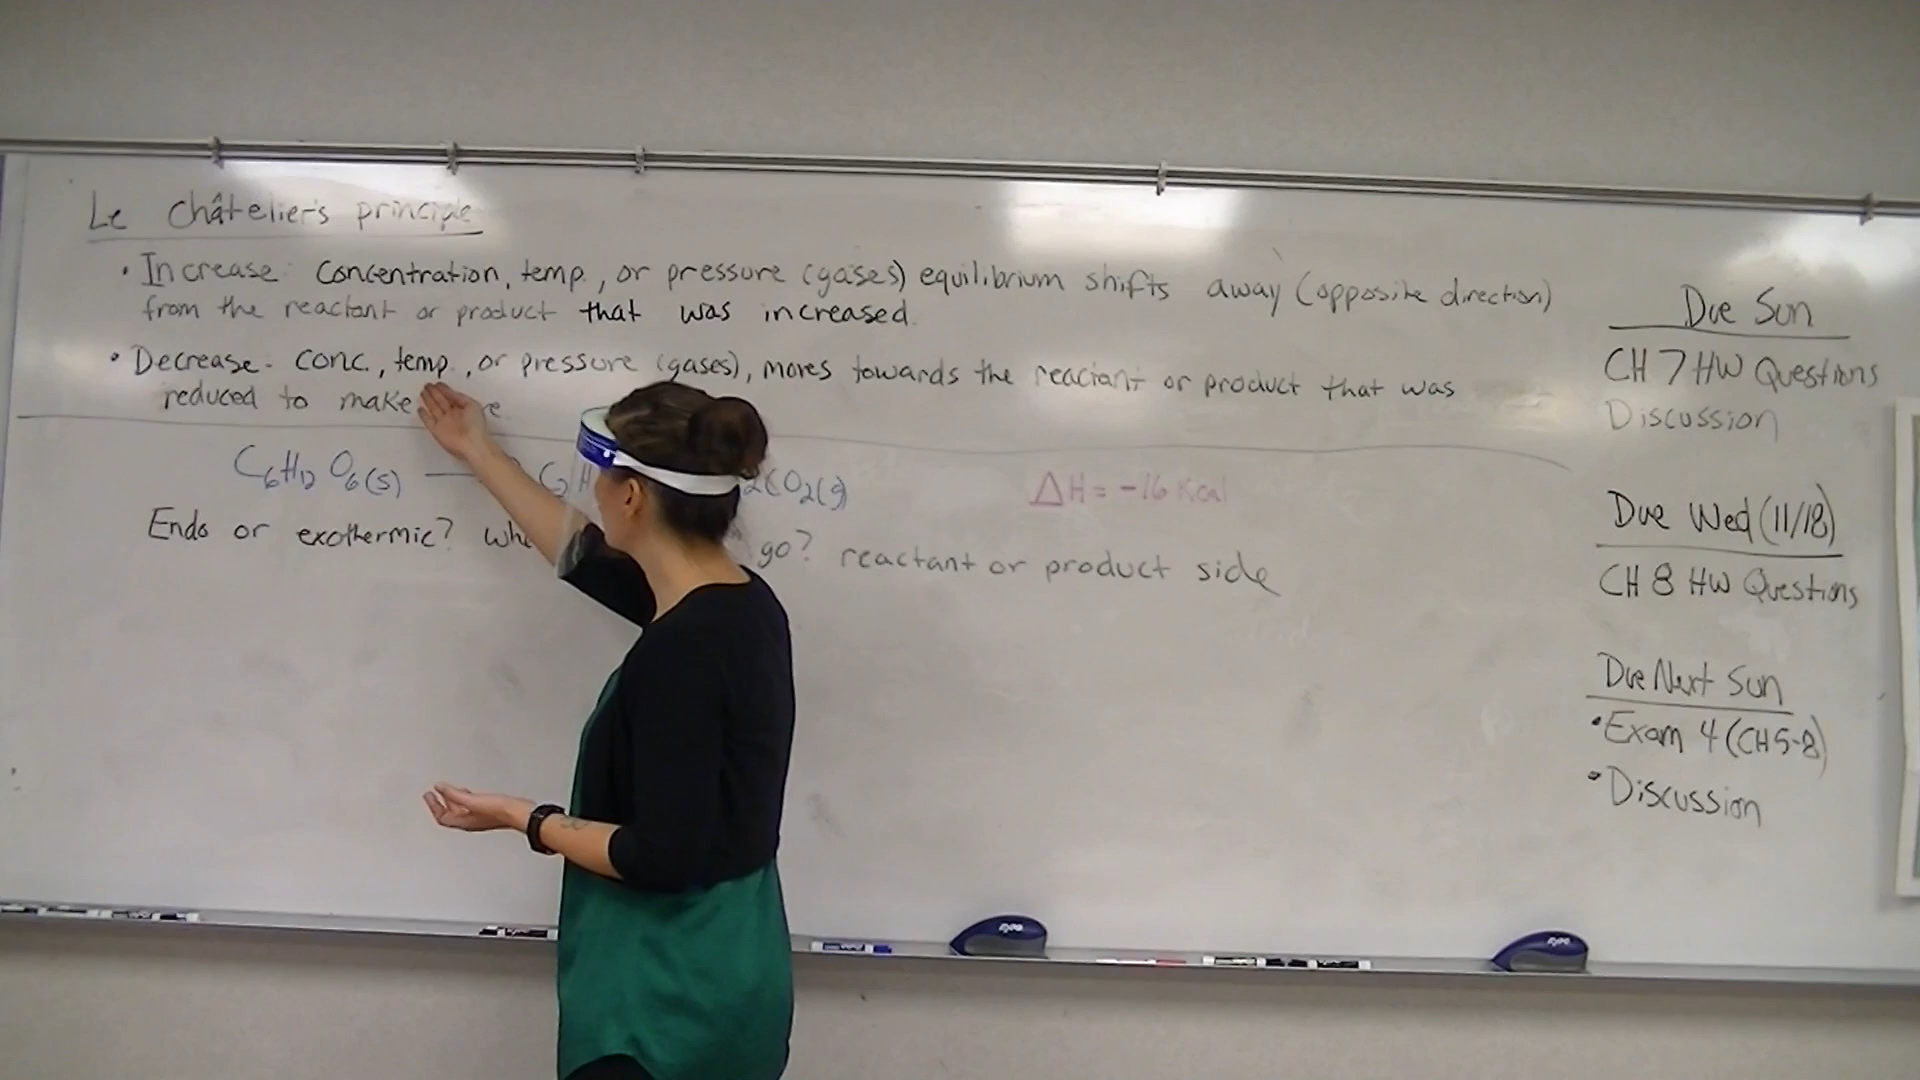 Le Châtelier's principle
• Increase: Concentration, temp., or pressure (gases) equilibrium shifts away (opposite direction)
from the reactant or product that was increased.
• Decrease: conc., temp., or pressure (gases), moves towards the reactant or product that was
reduced to make
C6H12O6(s) → 2CO2(g) ΔH = -16 Kcal
Endo or exothermic? go? reactant or product side
Due Sun
CH 7 HW Questions
Discussion
Due Wed (11/18)
CH 8 HW Questions
Due Next Sun
• Exam 4 (CH5-8)
• Discussion
expo
expo